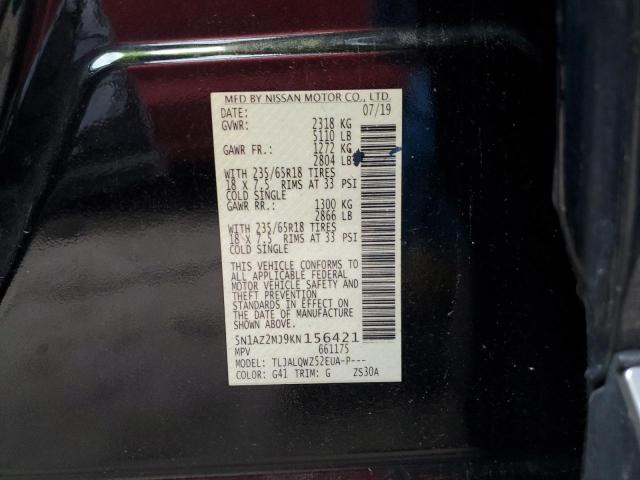 MFD BY NISSAN MOTOR CO., LTD.
DATE: 07/19
GVWR: 2318 KG
5110 LB
GAWR FR.: 1272 KG
2804 LB
WITH 235/65R18 TIRES
18 X 7.5 RIMS AT 33 PSI
COLD SINGLE
GAWR RR.: 1300 KG
2866 LB
WITH 235/65R18 TIRES
18 X 7.5 RIMS AT 33 PSI
COLD SINGLE
THIS VEHICLE CONFORMS TO
ALL APPLICABLE FEDERAL
MOTOR VEHICLE SAFETY AND
THEFT PREVENTION
STANDARDS IN EFFECT ON
THE DATE OF MANUFACTURE
SHOWN ABOVE.
5N1AZ2MJ9KN156421
MPV 661175
MODEL: TLJALQWZ52EUA-P---
COLOR: G41 TRIM: G ZS30A